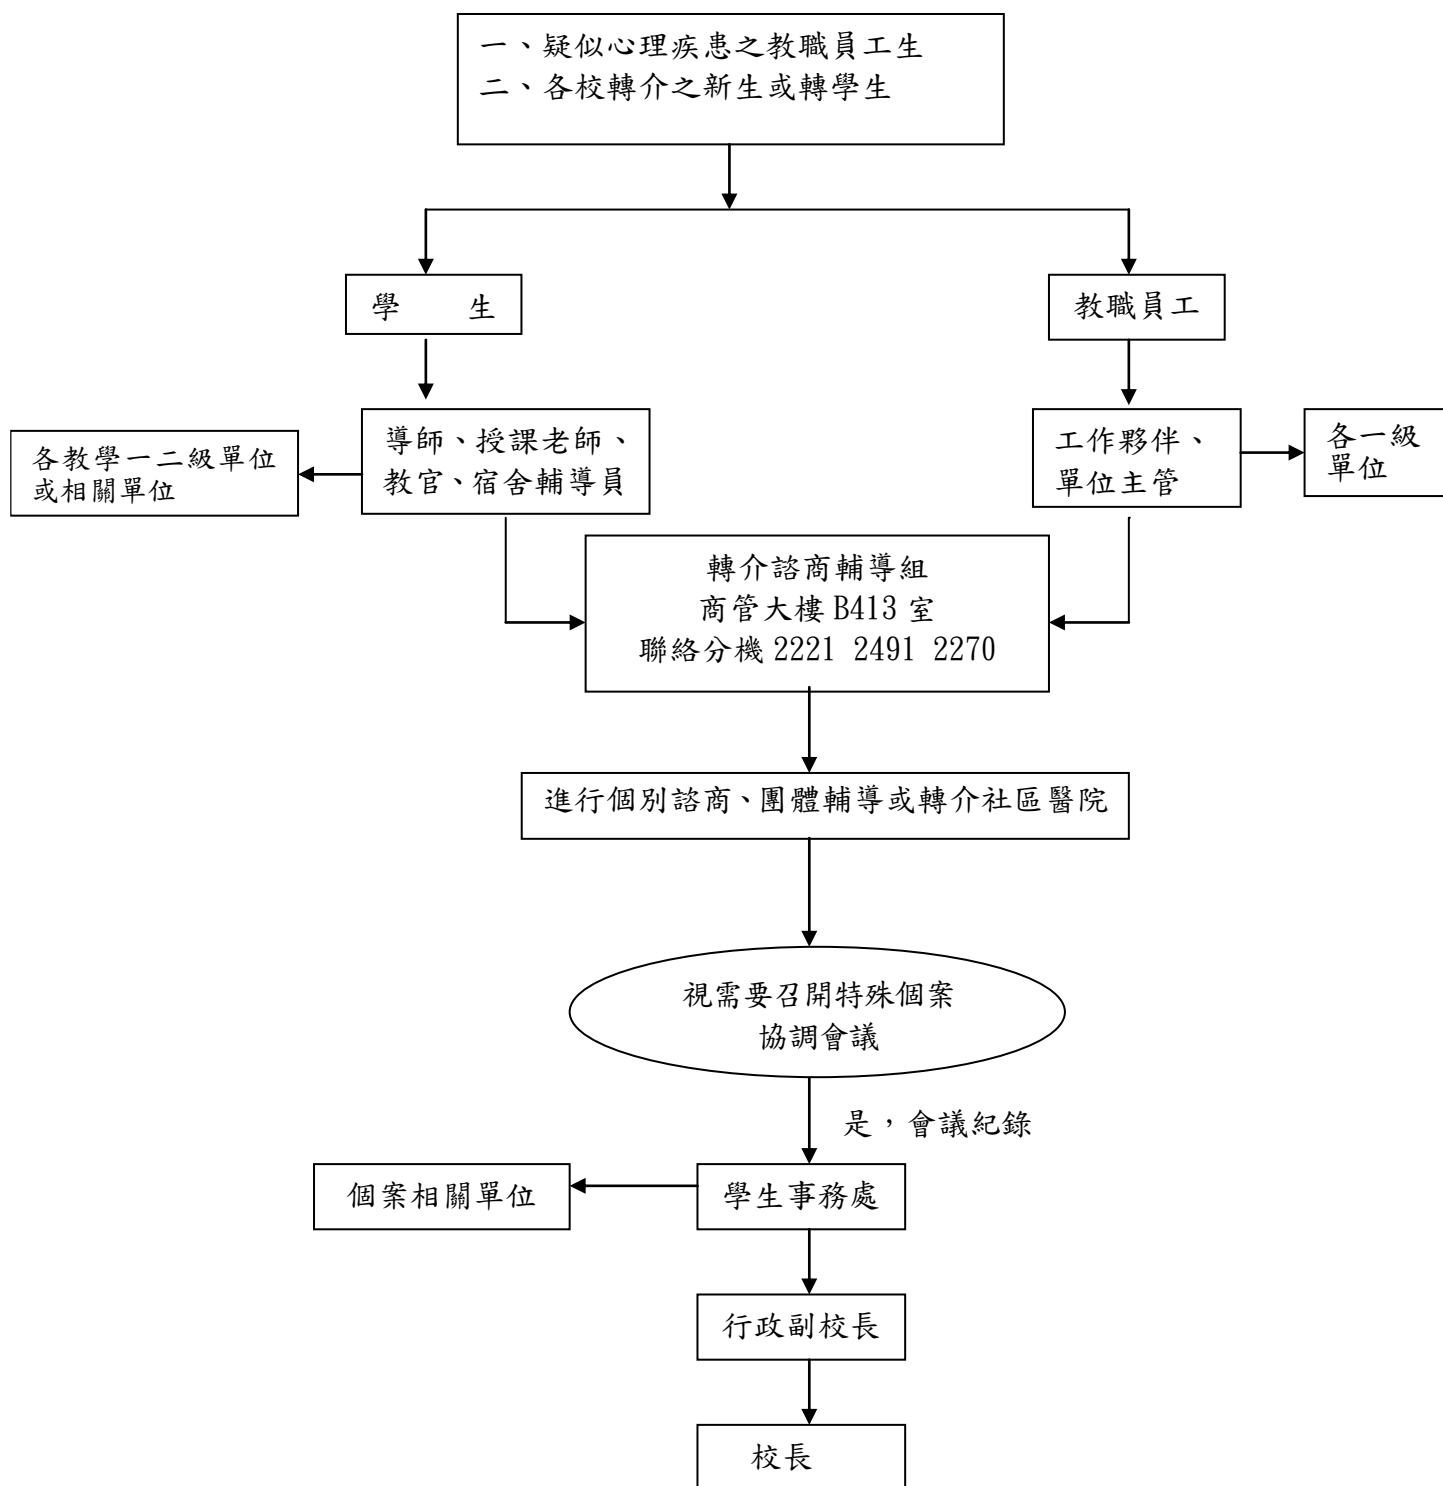 一、疑似心理疾患之教職員工生
二、各校轉介之新生或轉學生
學　　生
教職員工
各教學一二級單位
或相關單位
導師、授課老師、
教官、宿舍輔導員
工作夥伴、
單位主管
各一級
單位
轉介諮商輔導組
商管大樓 B413 室
聯絡分機 2221 2491 2270
進行個別諮商、團體輔導或轉介社區醫院
視需要召開特殊個案
協調會議
是，會議紀錄
個案相關單位
學生事務處
行政副校長
校長